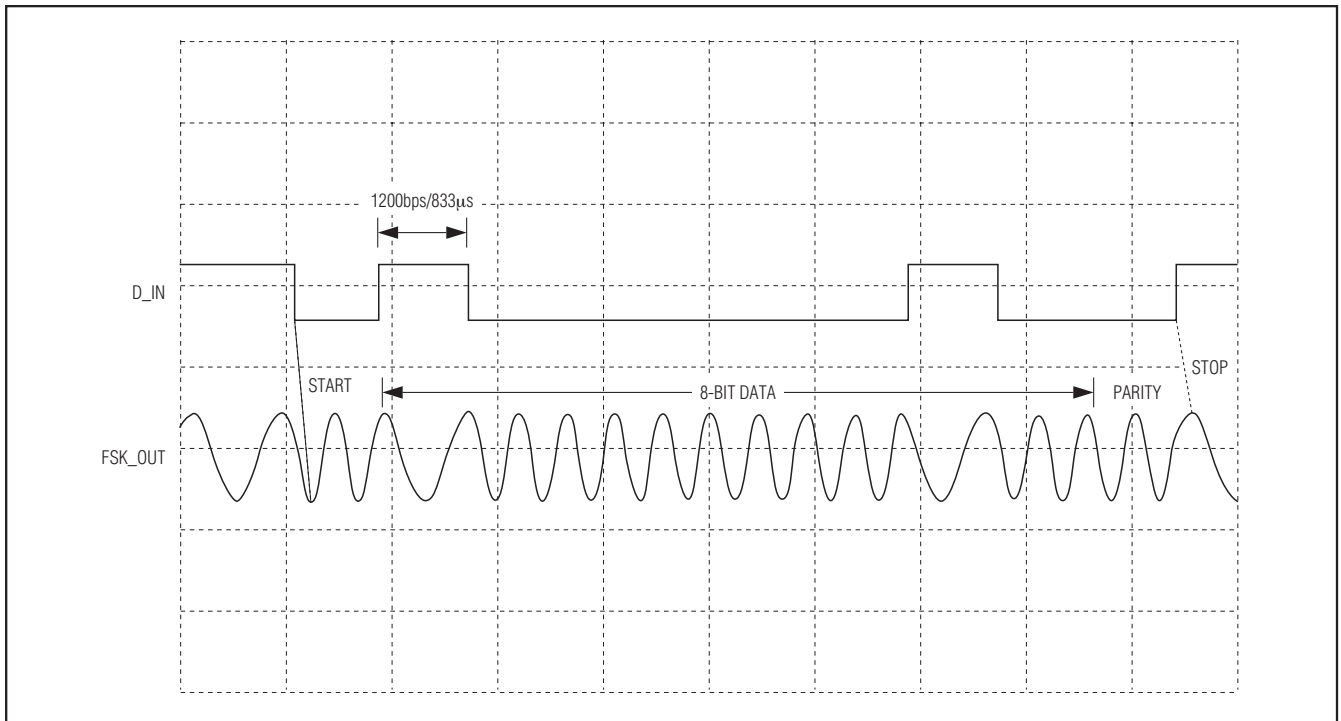 1200bps/833µs
D_IN
START
8-BIT DATA
PARITY
STOP
FSK_OUT